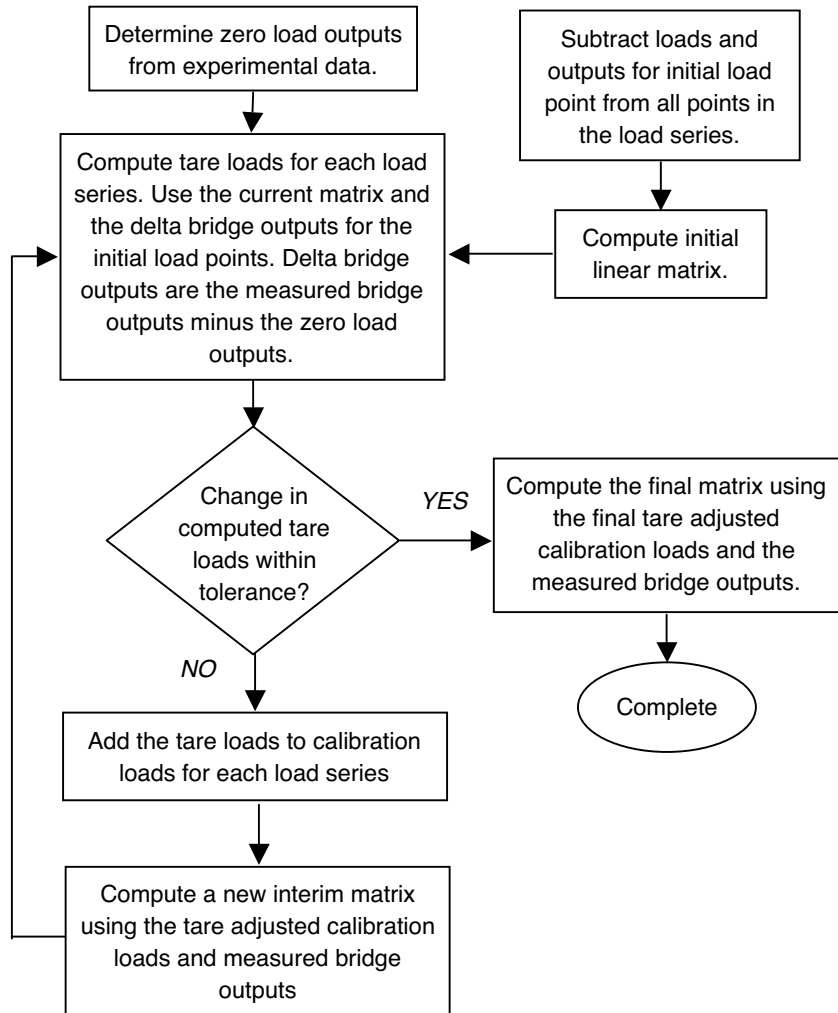 Determine zero load outputs
from experimental data.
Subtract loads and
outputs for initial load
point from all points in
the load series.
Compute tare loads for each load
series. Use the current matrix and
the delta bridge outputs for the
initial load points. Delta bridge
outputs are the measured bridge
outputs minus the zero load
outputs.
Compute initial
linear matrix.
Change in
computed tare
loads within
tolerance?
YES
Compute the final matrix using
the final tare adjusted
calibration loads and the
measured bridge outputs.
NO
Complete
Add the tare loads to calibration
loads for each load series
Compute a new interim matrix
using the tare adjusted calibration
loads and measured bridge
outputs